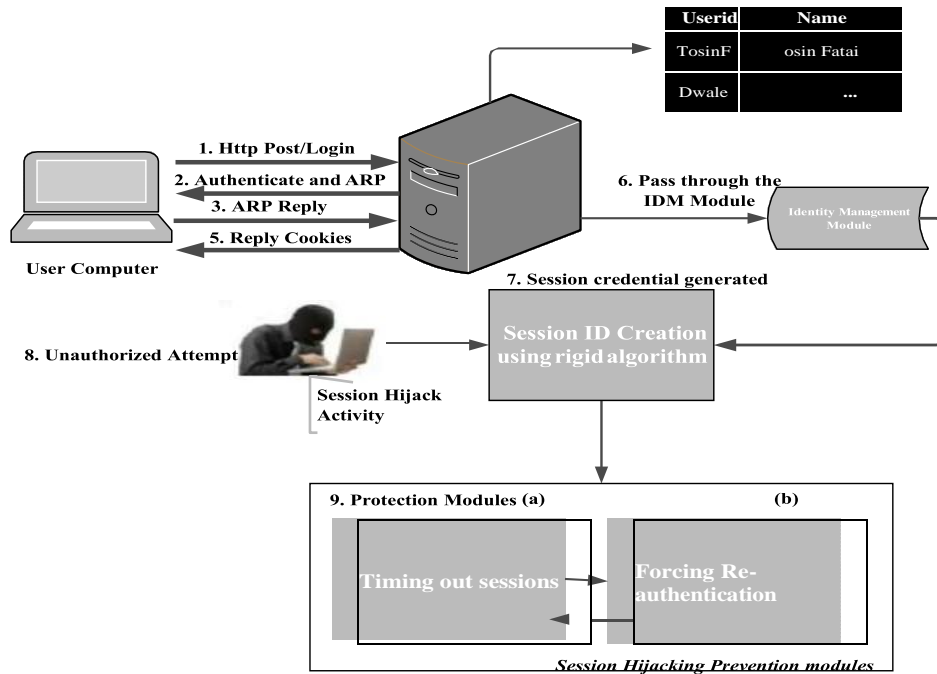 Userid Name
TosinF osin Fatai
Dwale ...
1. Http Post/Login
2. Authenticate and ARP
3. ARP Reply
5. Reply Cookies
User Computer
6. Pass through the
IDM Module
Identity Management
Module
7. Session credential generated
Session ID Creation
using rigid algorithm
8. Unauthorized Attempt
Session Hijack
Activity
9. Protection Modules (a) (b)
Timing out sessions
Forcing Re-
authentication
Session Hijacking Prevention modules